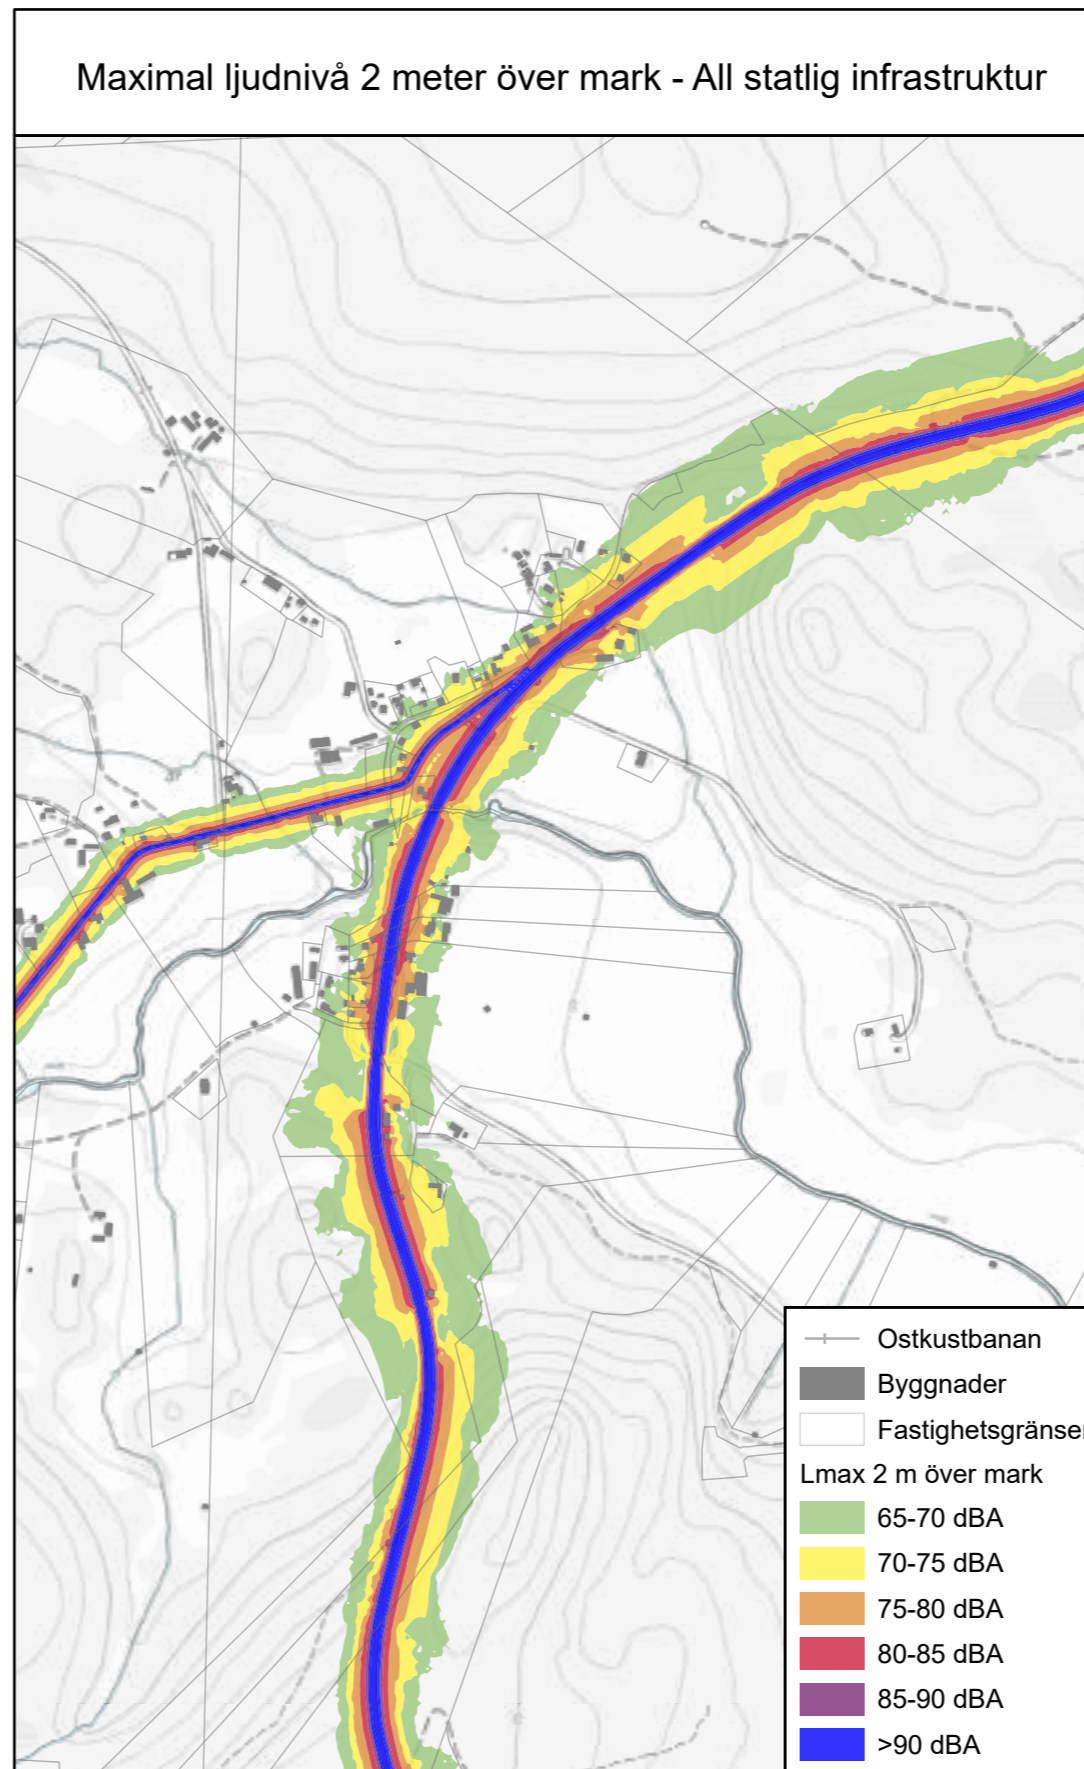 Maximal ljudnivå 2 meter över mark - All statlig infrastruktur
Ostkustbanan
Byggnader
Fastighetsgränser
Lmax 2 m över mark
65-70 dBA
70-75 dBA
75-80 dBA
80-85 dBA
85-90 dBA
>90 dBA